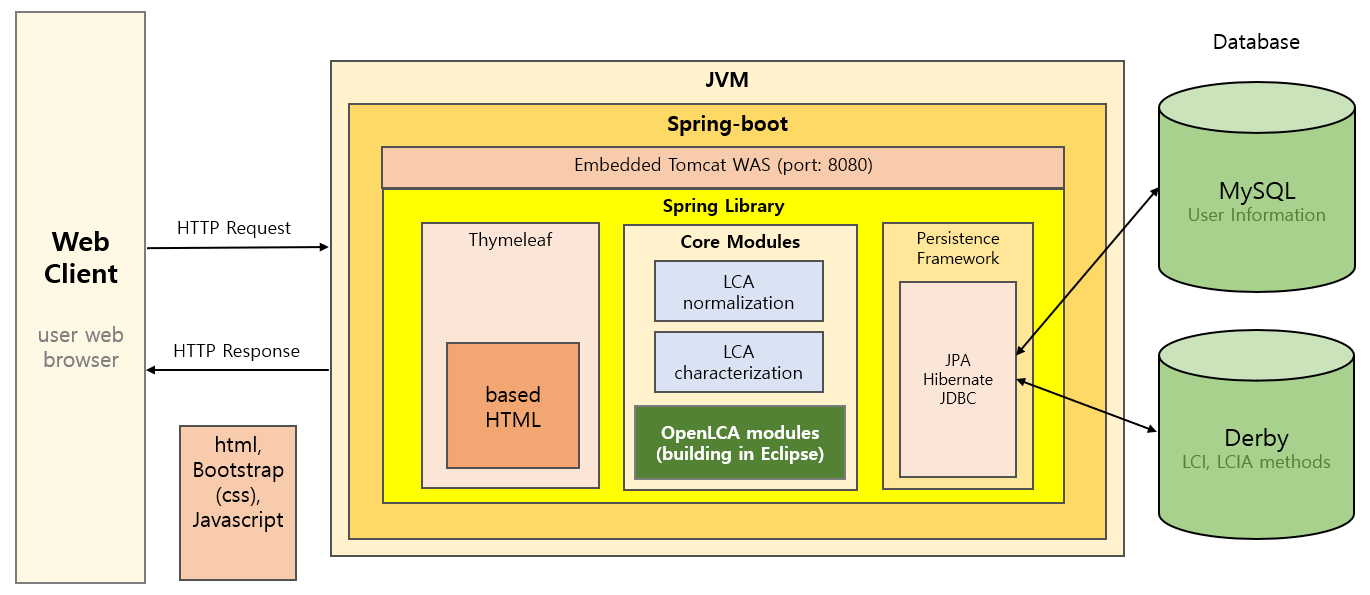 Web
Client
user web
browser
HTTP Request
HTTP Response
html,
Bootstrap
(css),
Javascript
JVM
Spring-boot
Embedded Tomcat WAS (port: 8080)
Spring Library
Thymeleaf
based
HTML
Core Modules
LCA
normalization
LCA
characterization
OpenLCA modules
(building in Eclipse)
Persistence
Framework
JPA
Hibernate
JDBC
Database
MySQL
User Information
Derby
LCI, LCIA methods